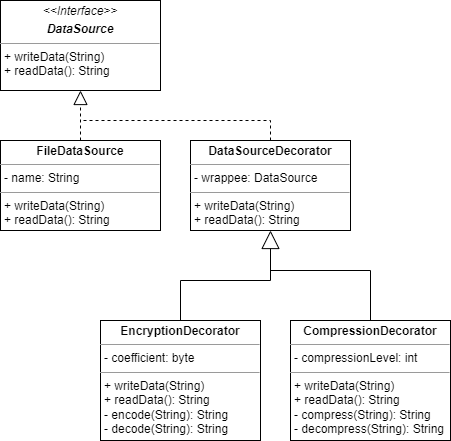 <<Interface>>
DataSource
+ writeData(String)
+ readData(): String
FileDataSource
- name: String
+ writeData(String)
+ readData(): String
DataSourceDecorator
- wrappee: DataSource
+ writeData(String)
+ readData(): String
EncryptionDecorator
- coefficient: byte
+ writeData(String)
+ readData(): String
- encode(String): String
- decode(String): String
CompressionDecorator
- compressionLevel: int
+ writeData(String)
+ readData(): String
- compress(String): String
- decompress(String): String